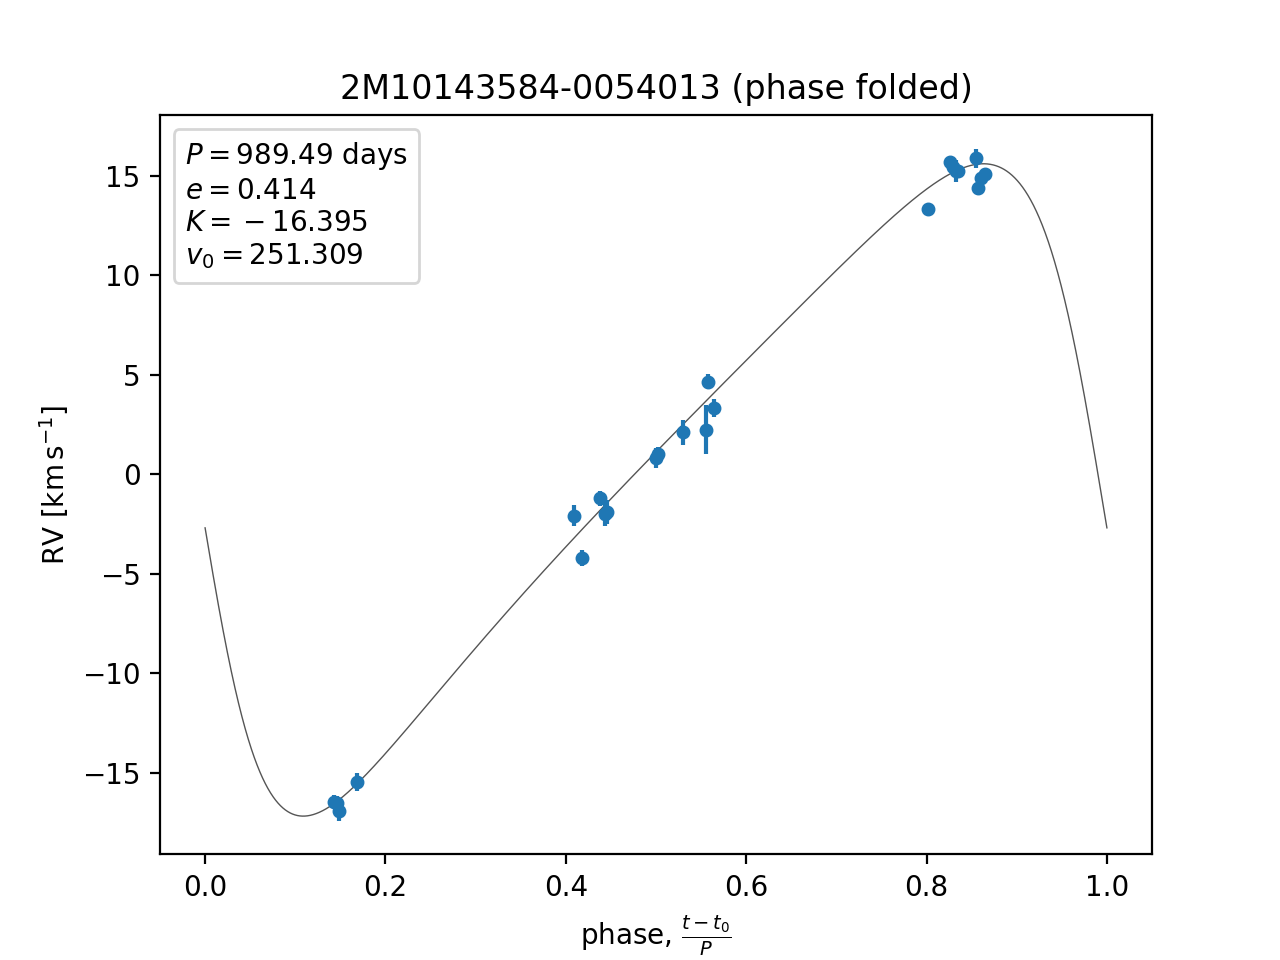 2M10143584-0054013 (phase folded)
P = 989.49 days
e = 0.414
K = −16.395
v₀ = 251.309
15
10
5
0
−5
−10
−15
RV [km s⁻¹]
0.0 0.2 0.4 0.6 0.8 1.0
phase, (t − t₀)/P